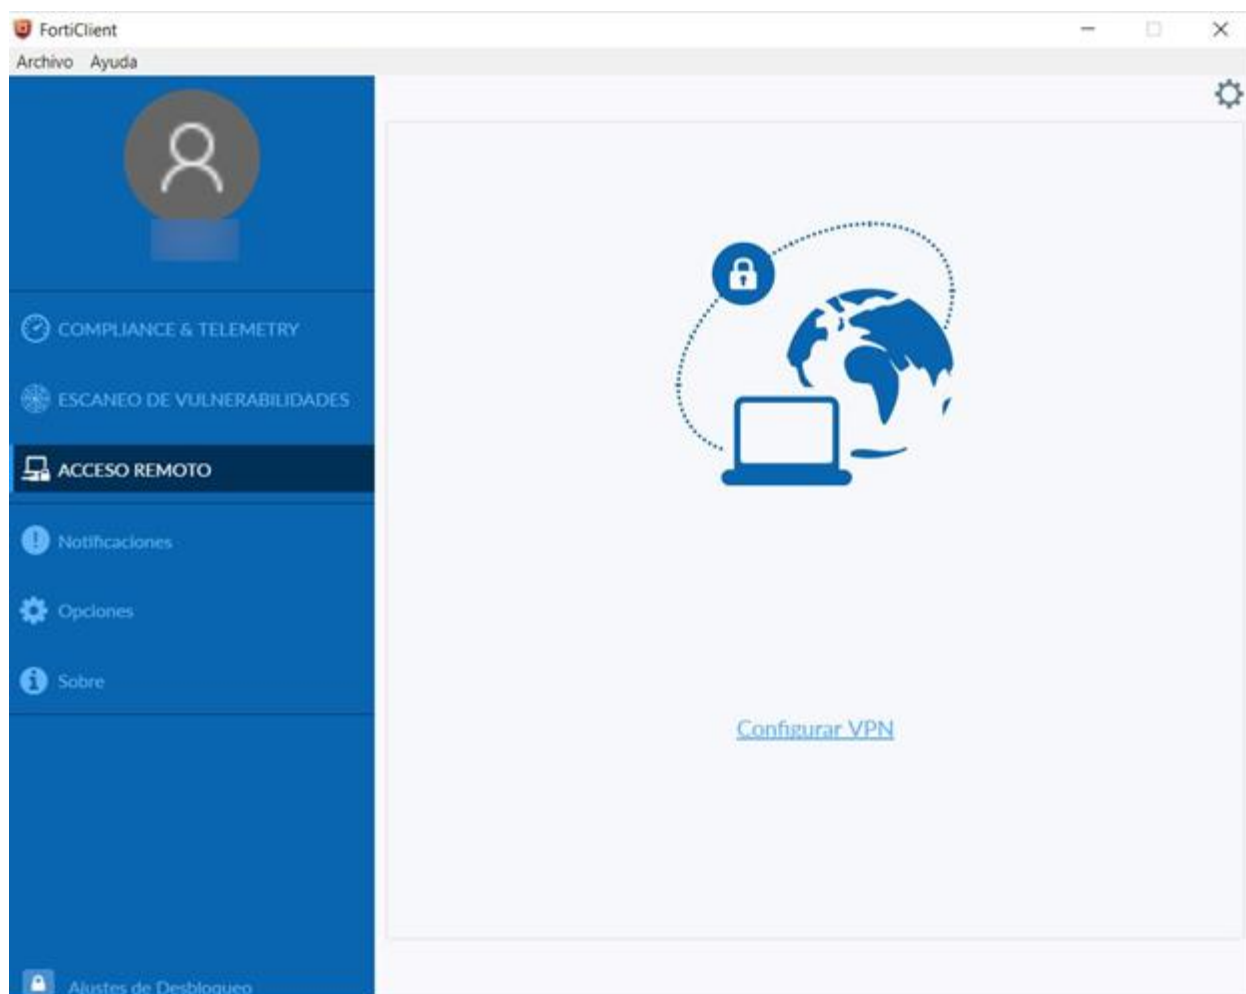 FortiClient
Archivo Ayuda
COMPLIANCE & TELEMETRY
ESCANEO DE VULNERABILIDADES
ACCESO REMOTO
Notificaciones
Opciones
Sobre
Configurar VPN
Ajustes de Desbloqueo